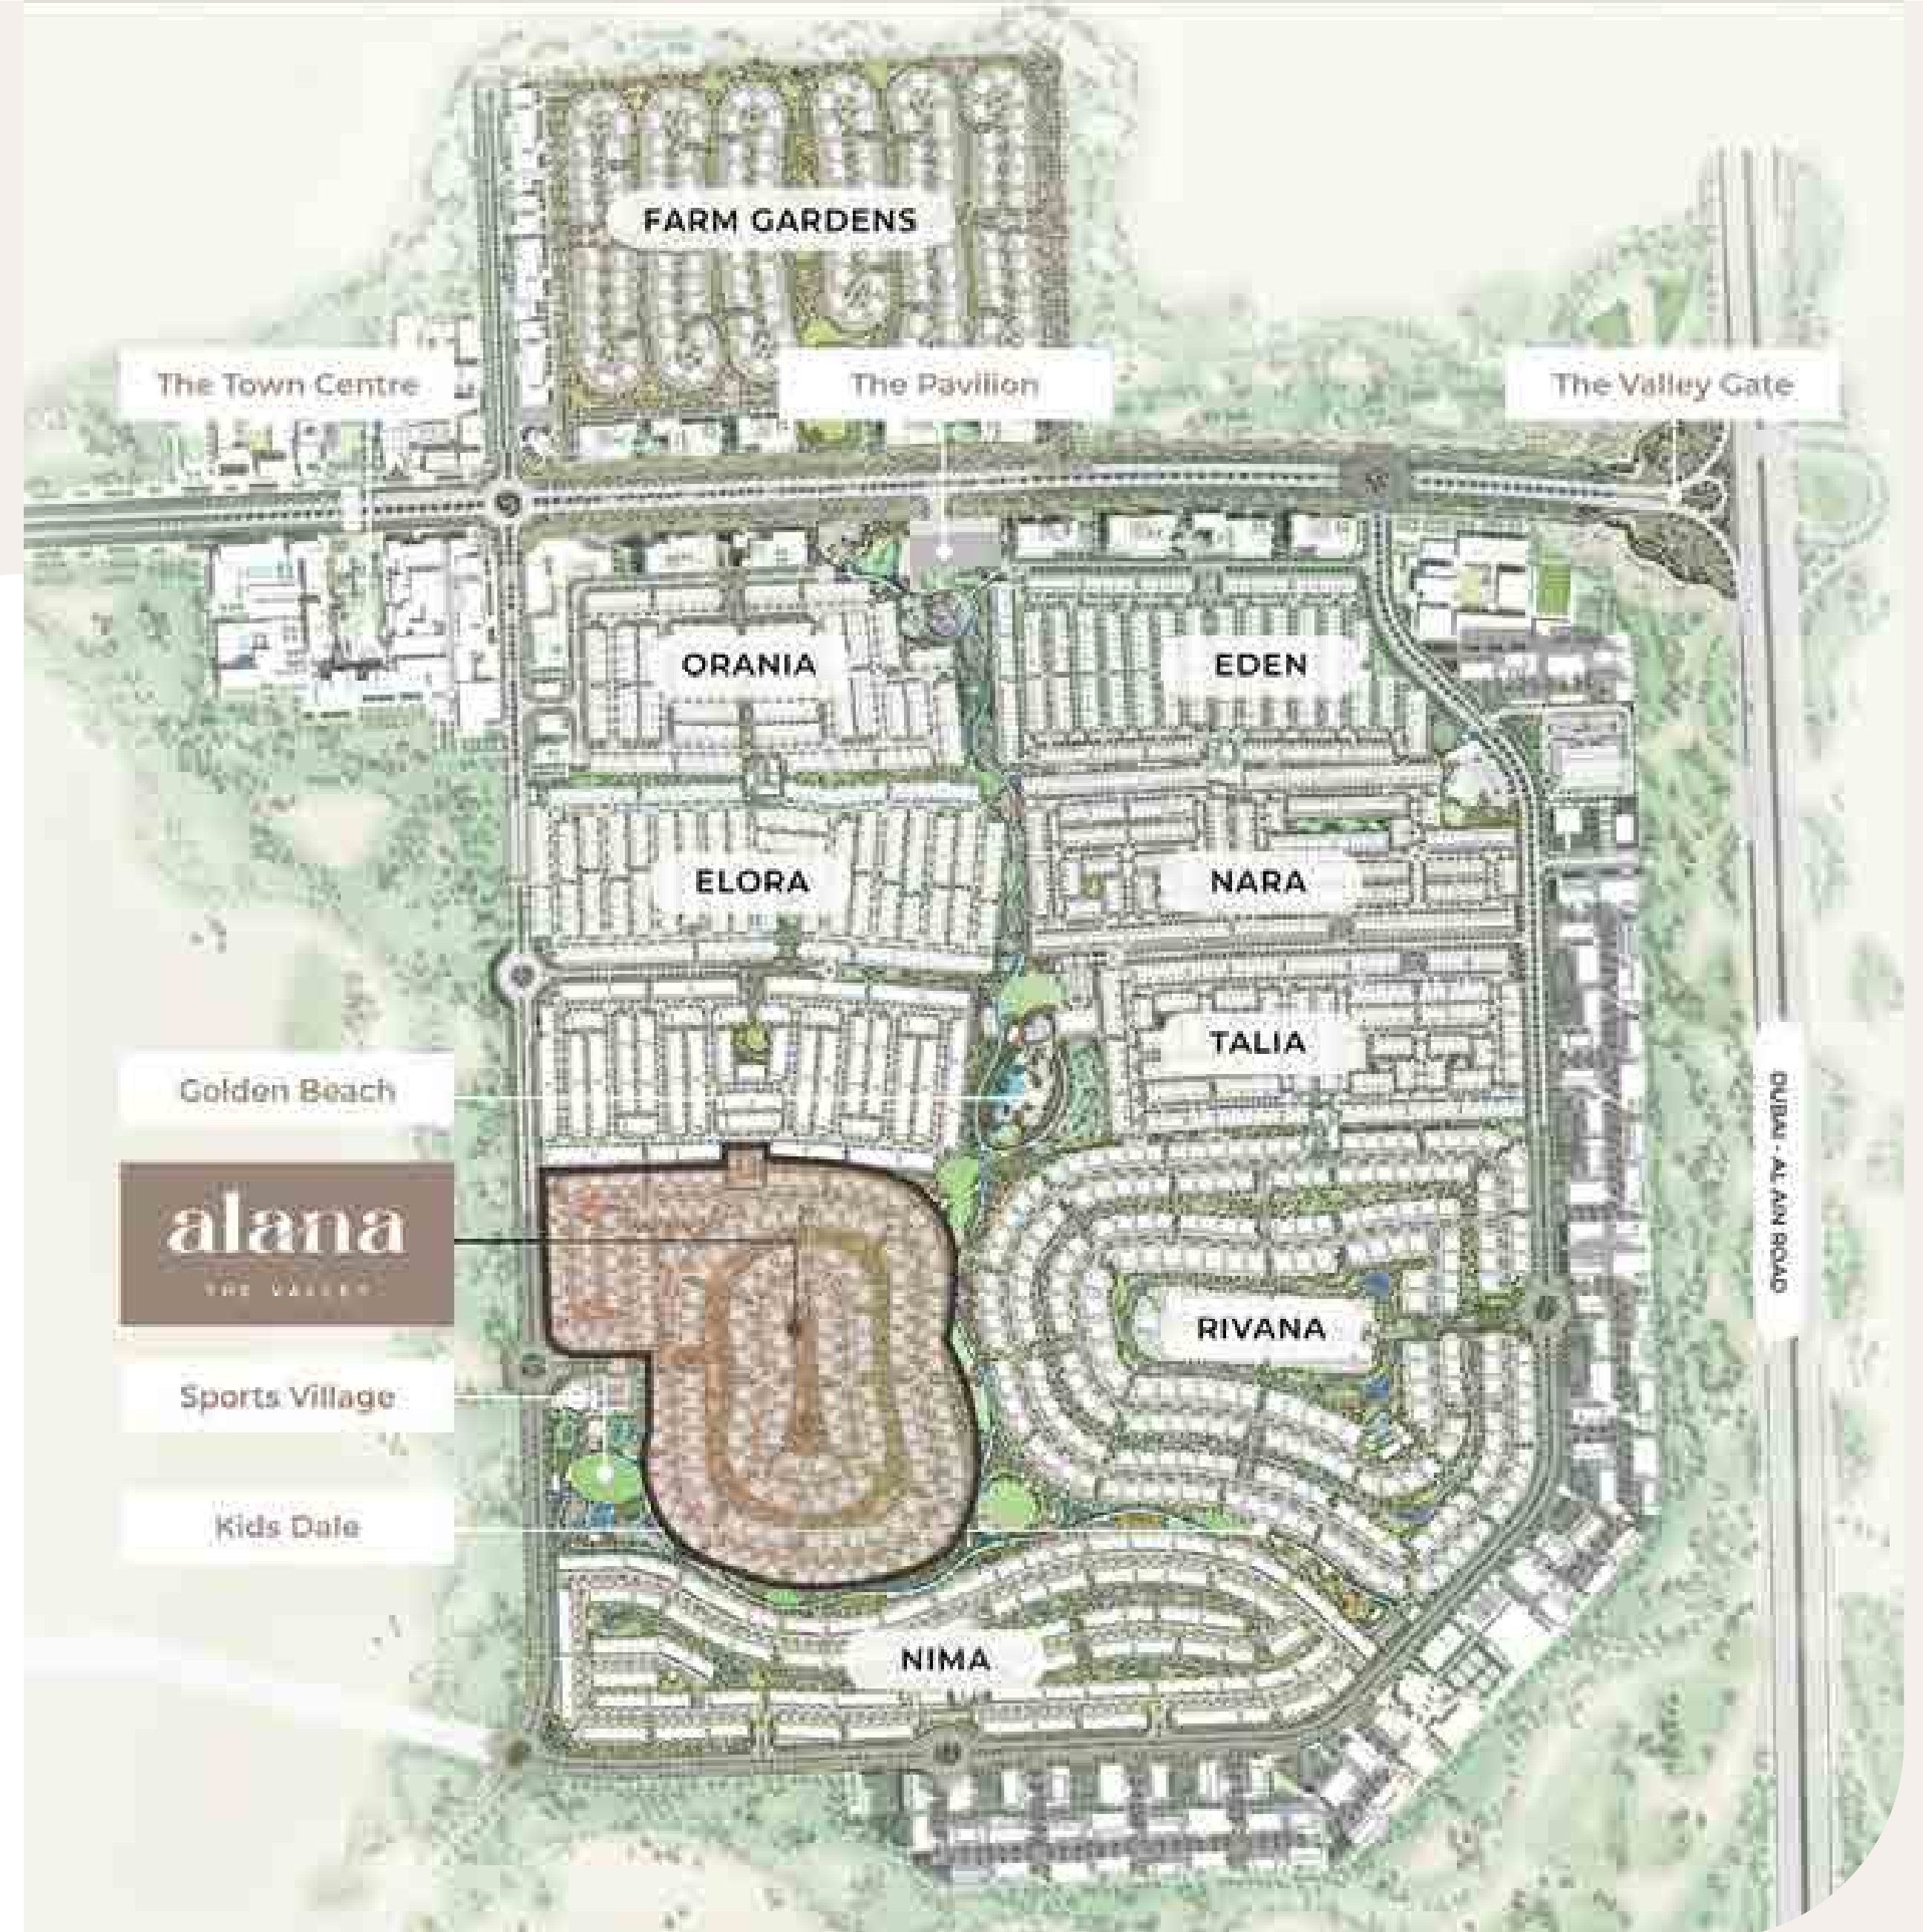 FARM GARDENS
The Town Centre
The Pavilion
The Valley Gate
ORANIA
EDEN
ELORA
NARA
TALIA
Golden Beach
DUBAI - AL AIN ROAD
alana
THE VALLEY
RIVANA
Sports Village
Kids Dale
NIMA